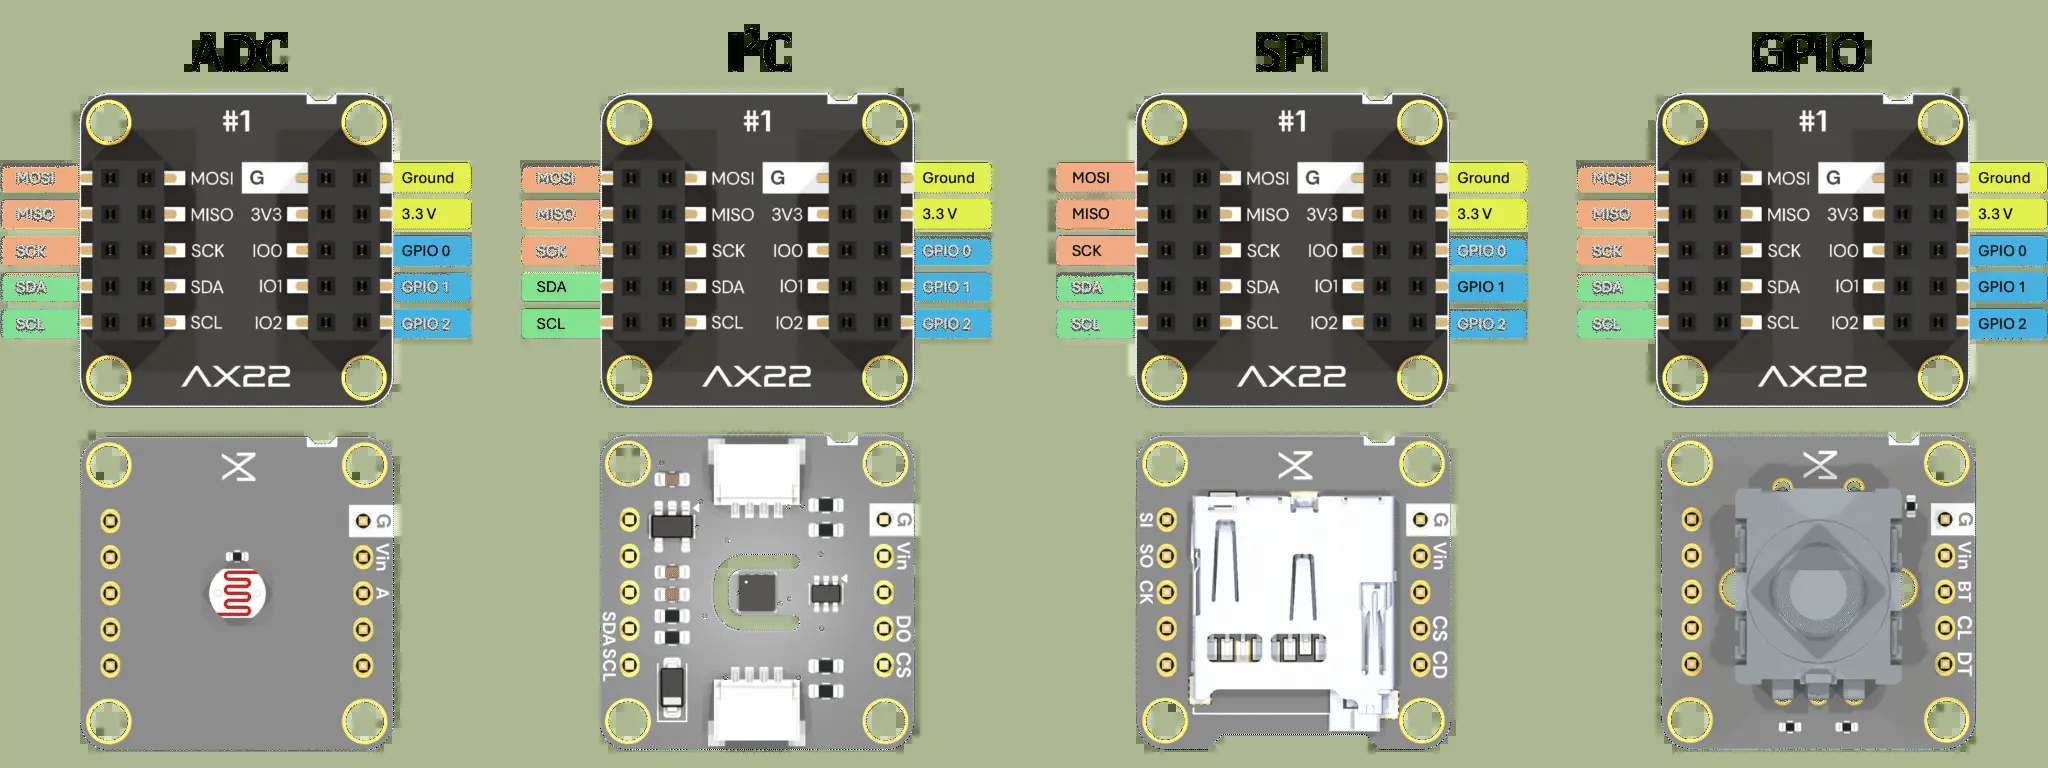 ADC
I²C
SPI
GPIO
#1
MOSI
MOSI
G
Ground
MISO
MISO
3V3
3.3 V
SCK
SCK
IO0
GPIO 0
SDA
SDA
IO1
GPIO 1
SCL
SCL
IO2
GPIO 2
AX22
#1
MOSI
MOSI
G
Ground
MISO
MISO
3V3
3.3 V
SCK
SCK
IO0
GPIO 0
SDA
SDA
IO1
GPIO 1
SCL
SCL
IO2
GPIO 2
AX22
#1
MOSI
MOSI
G
Ground
MISO
MISO
3V3
3.3 V
SCK
SCK
IO0
GPIO 0
SDA
SDA
IO1
GPIO 1
SCL
SCL
IO2
GPIO 2
AX22
#1
MOSI
MOSI
G
Ground
MISO
MISO
3V3
3.3 V
SCK
SCK
IO0
GPIO 0
SDA
SDA
IO1
GPIO 1
SCL
SCL
IO2
GPIO 2
AX22
G
Vin
A
G
Vin
SDA
DO
SCL
CS
SI
G
SO
Vin
CK
CS
CD
G
Vin
BT
CL
DT